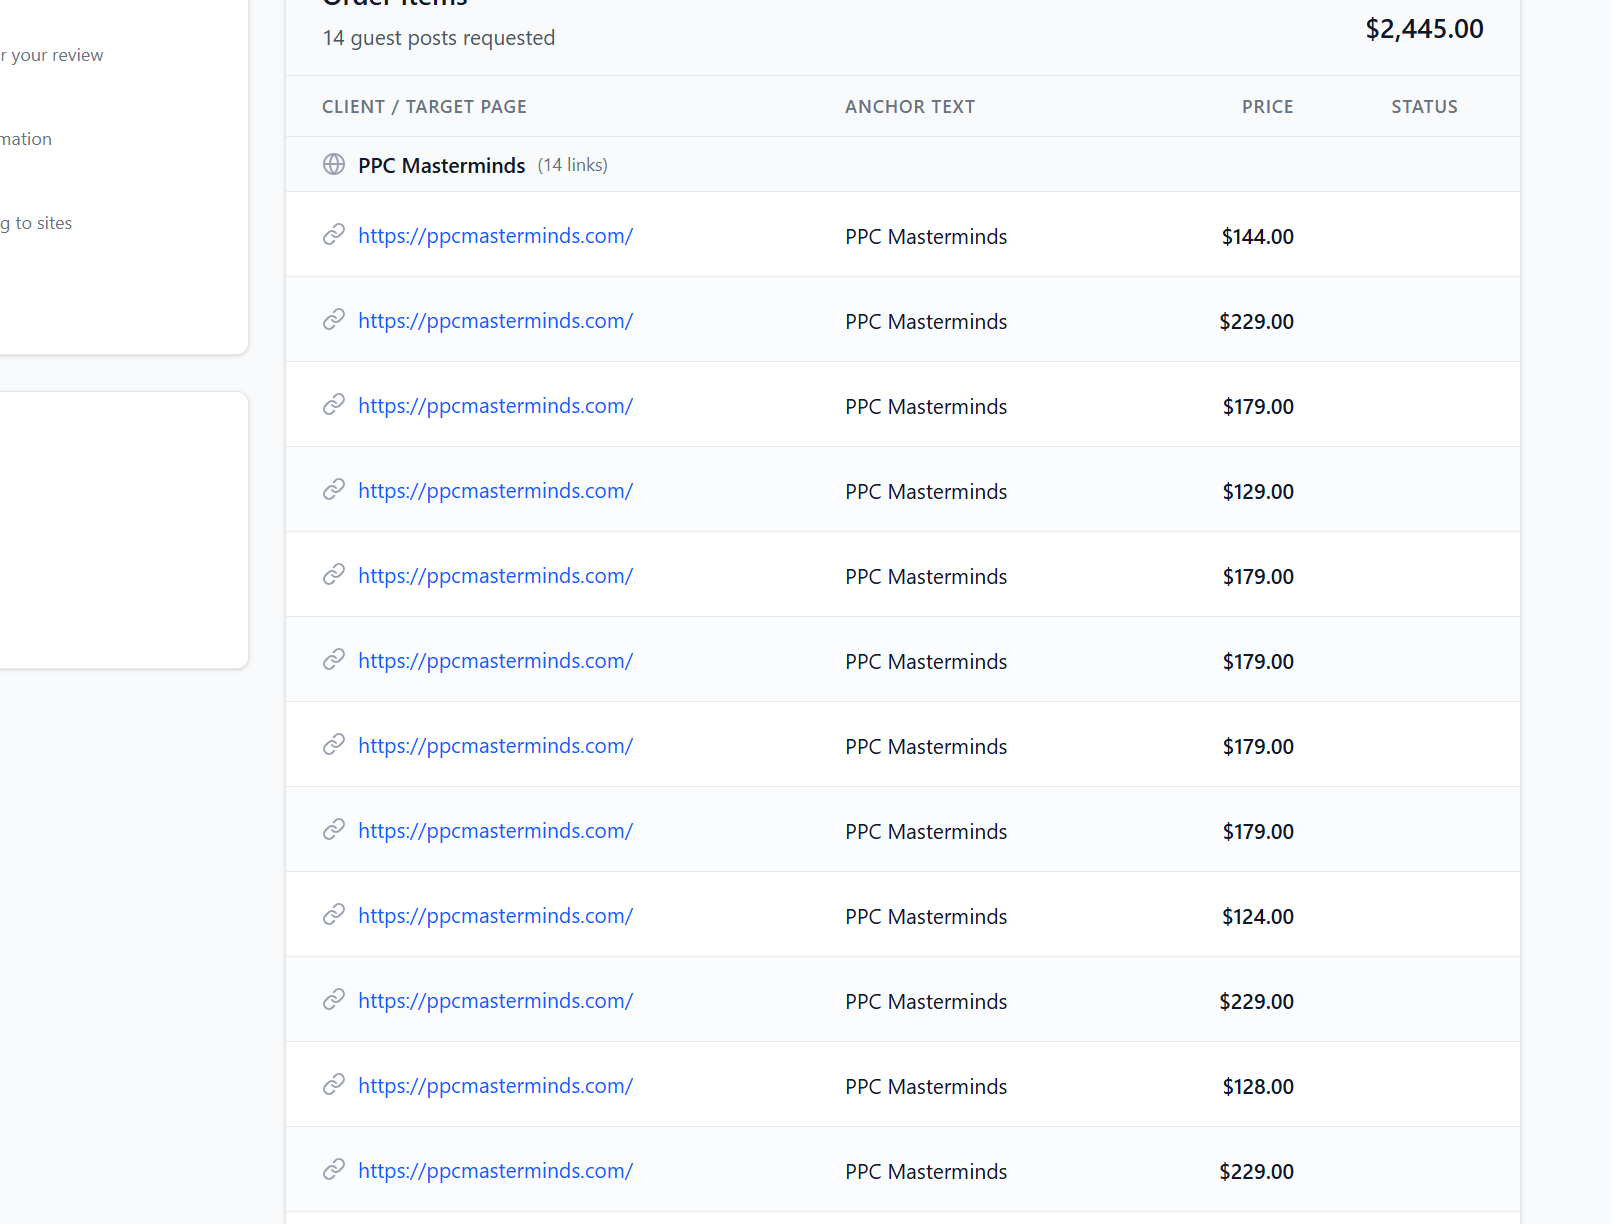 r your review
mation
g to sites
Order Items
14 guest posts requested
$2,445.00
CLIENT / TARGET PAGE ANCHOR TEXT PRICE STATUS
PPC Masterminds (14 links)
https://ppcmasterminds.com/ PPC Masterminds $144.00
https://ppcmasterminds.com/ PPC Masterminds $229.00
https://ppcmasterminds.com/ PPC Masterminds $179.00
https://ppcmasterminds.com/ PPC Masterminds $129.00
https://ppcmasterminds.com/ PPC Masterminds $179.00
https://ppcmasterminds.com/ PPC Masterminds $179.00
https://ppcmasterminds.com/ PPC Masterminds $179.00
https://ppcmasterminds.com/ PPC Masterminds $179.00
https://ppcmasterminds.com/ PPC Masterminds $124.00
https://ppcmasterminds.com/ PPC Masterminds $229.00
https://ppcmasterminds.com/ PPC Masterminds $128.00
https://ppcmasterminds.com/ PPC Masterminds $229.00